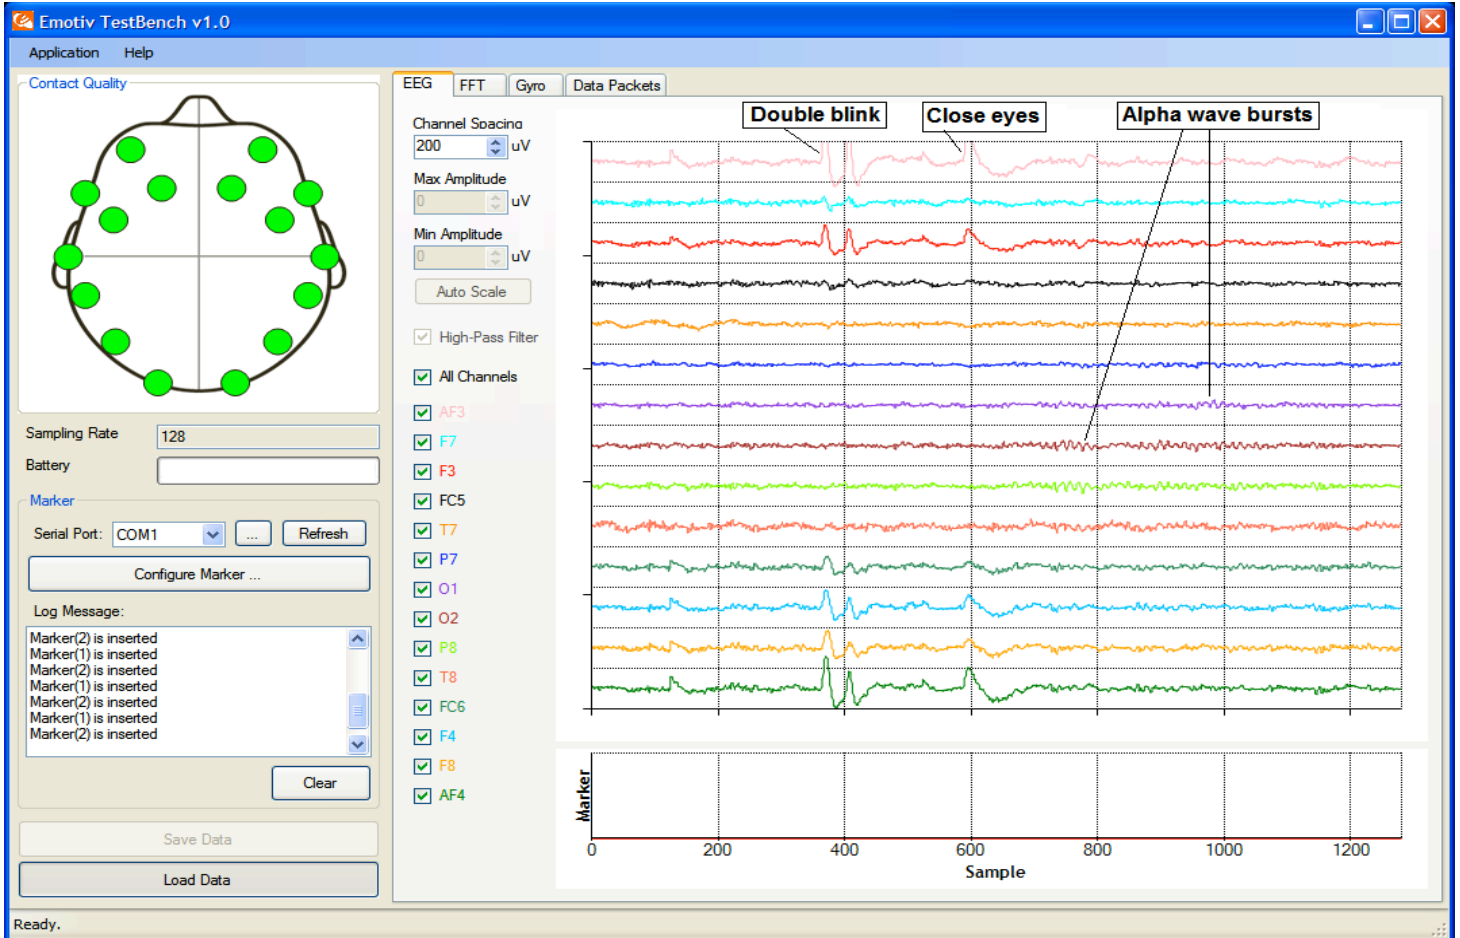 Emotiv TestBench v1.0
Application Help
Contact Quality
Sampling Rate 128
Battery
Marker
Serial Port: COM1 ... Refresh
Configure Marker ...
Log Message:
Marker(2) is inserted
Marker(1) is inserted
Marker(2) is inserted
Marker(1) is inserted
Marker(2) is inserted
Marker(1) is inserted
Marker(2) is inserted
Clear
Save Data
Load Data
EEG FFT Gyro Data Packets
Channel Spacing
200 uV
Max Amplitude
0 uV
Min Amplitude
0 uV
Auto Scale
High-Pass Filter
All Channels
AF3
F7
F3
FC5
T7
P7
O1
O2
P8
T8
FC6
F4
F8
AF4
Double blink Close eyes Alpha wave bursts
Marker
0 200 400 600 800 1000 1200
Sample
Ready.